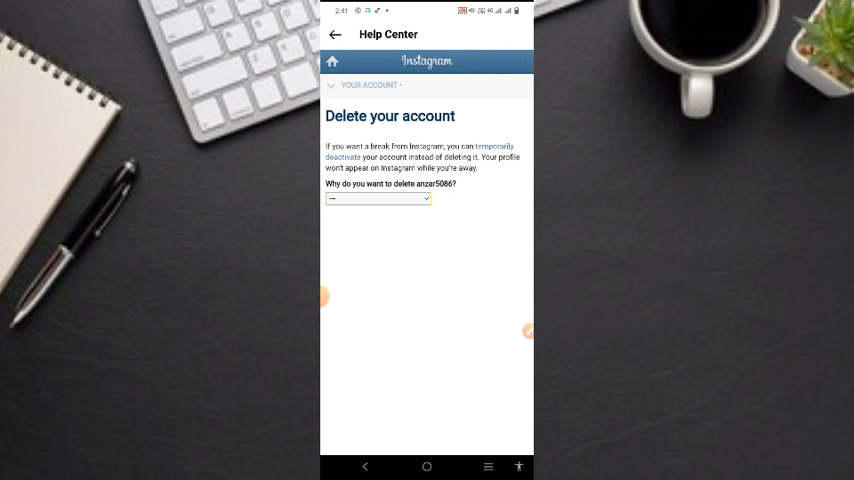 2:41
Help Center
Instagram
YOUR ACCOUNT
Delete your account
If you want a break from Instagram, you can temporarily
deactivate your account instead of deleting it. Your profile
won't appear on Instagram while you're away.
Why do you want to delete anzar5086?
---